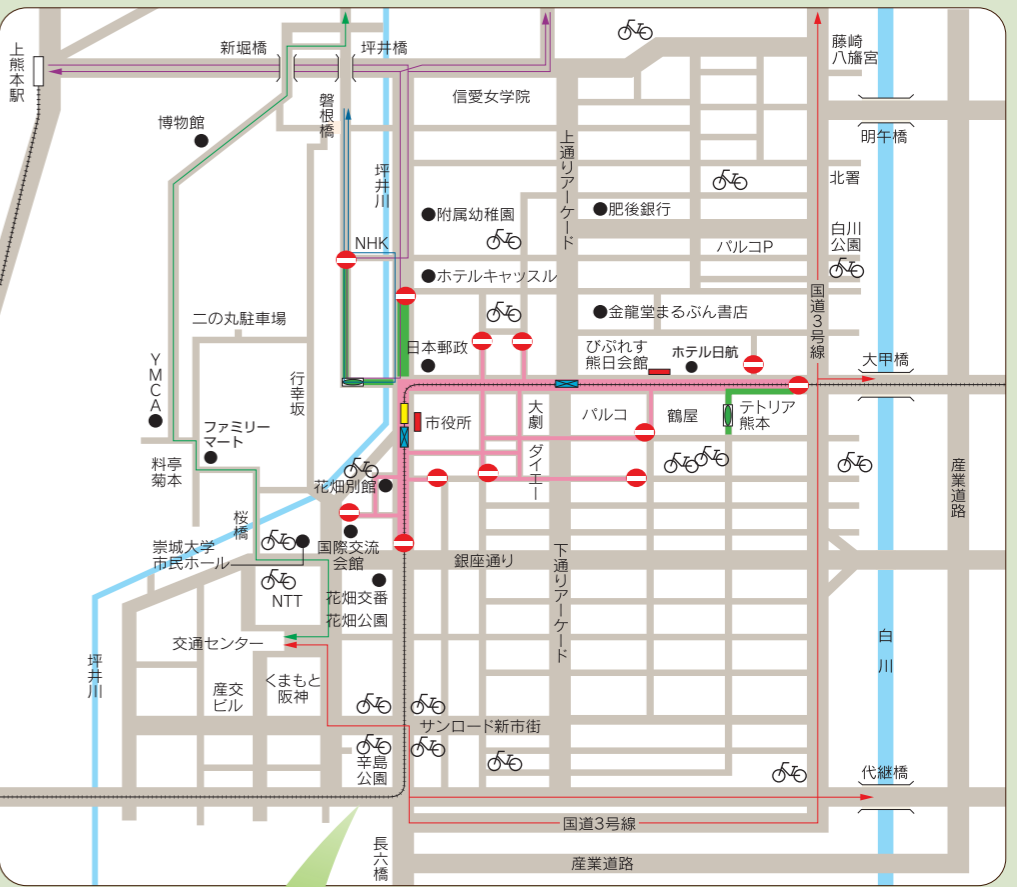 上熊本駅
新堀橋
坪井橋
藤崎
八旛宮
磐根橋
信愛女学院
博物館
明午橋
上通りアーケード
坪井川
北署
附属幼稚園
肥後銀行
白川
公園
NHK
パルコP
ホテルキャッスル
国道3号線
二の丸駐車場
金龍堂まるぶん書店
日本郵政
びぷれす
熊日会館
ホテル日航
大甲橋
YMCA
行幸坂
市役所
大劇
パルコ
鶴屋
テトリア
熊本
ファミリー
マート
ダイエー
料亭
菊本
花畑別館
産業道路
桜橋
崇城大学
市民ホール
国際交流
会館
銀座通り
下通りアーケード
NTT
花畑交番
花畑公園
交通センター
白川
坪井川
産交
ビル
くまもと
阪神
サンロード新市街
辛島
公園
代継橋
国道3号線
長六橋
産業道路